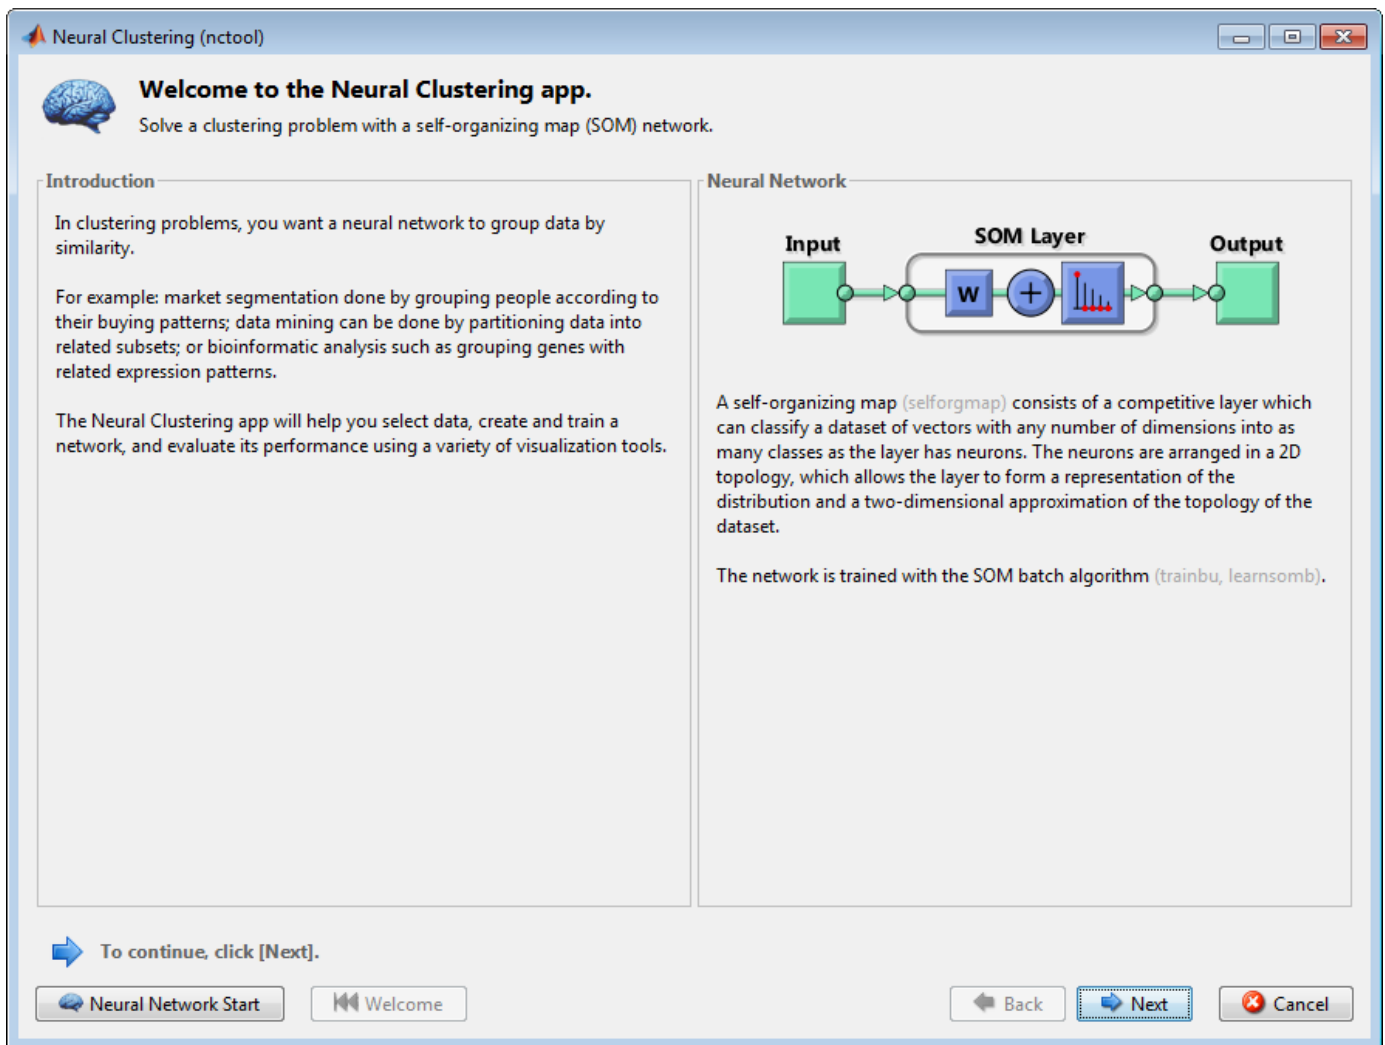 Neural Clustering (nctool)
Welcome to the Neural Clustering app.
Solve a clustering problem with a self-organizing map (SOM) network.
Introduction
In clustering problems, you want a neural network to group data by
similarity.
For example: market segmentation done by grouping people according to
their buying patterns; data mining can be done by partitioning data into
related subsets; or bioinformatic analysis such as grouping genes with
related expression patterns.
The Neural Clustering app will help you select data, create and train a
network, and evaluate its performance using a variety of visualization tools.
Neural Network
Input
SOM Layer
Output
W
+
A self-organizing map (selforgmap) consists of a competitive layer which
can classify a dataset of vectors with any number of dimensions into as
many classes as the layer has neurons. The neurons are arranged in a 2D
topology, which allows the layer to form a representation of the
distribution and a two-dimensional approximation of the topology of the
dataset.
The network is trained with the SOM batch algorithm (trainbu, learnsomb).
To continue, click [Next].
Neural Network Start
Welcome
Back
Next
Cancel